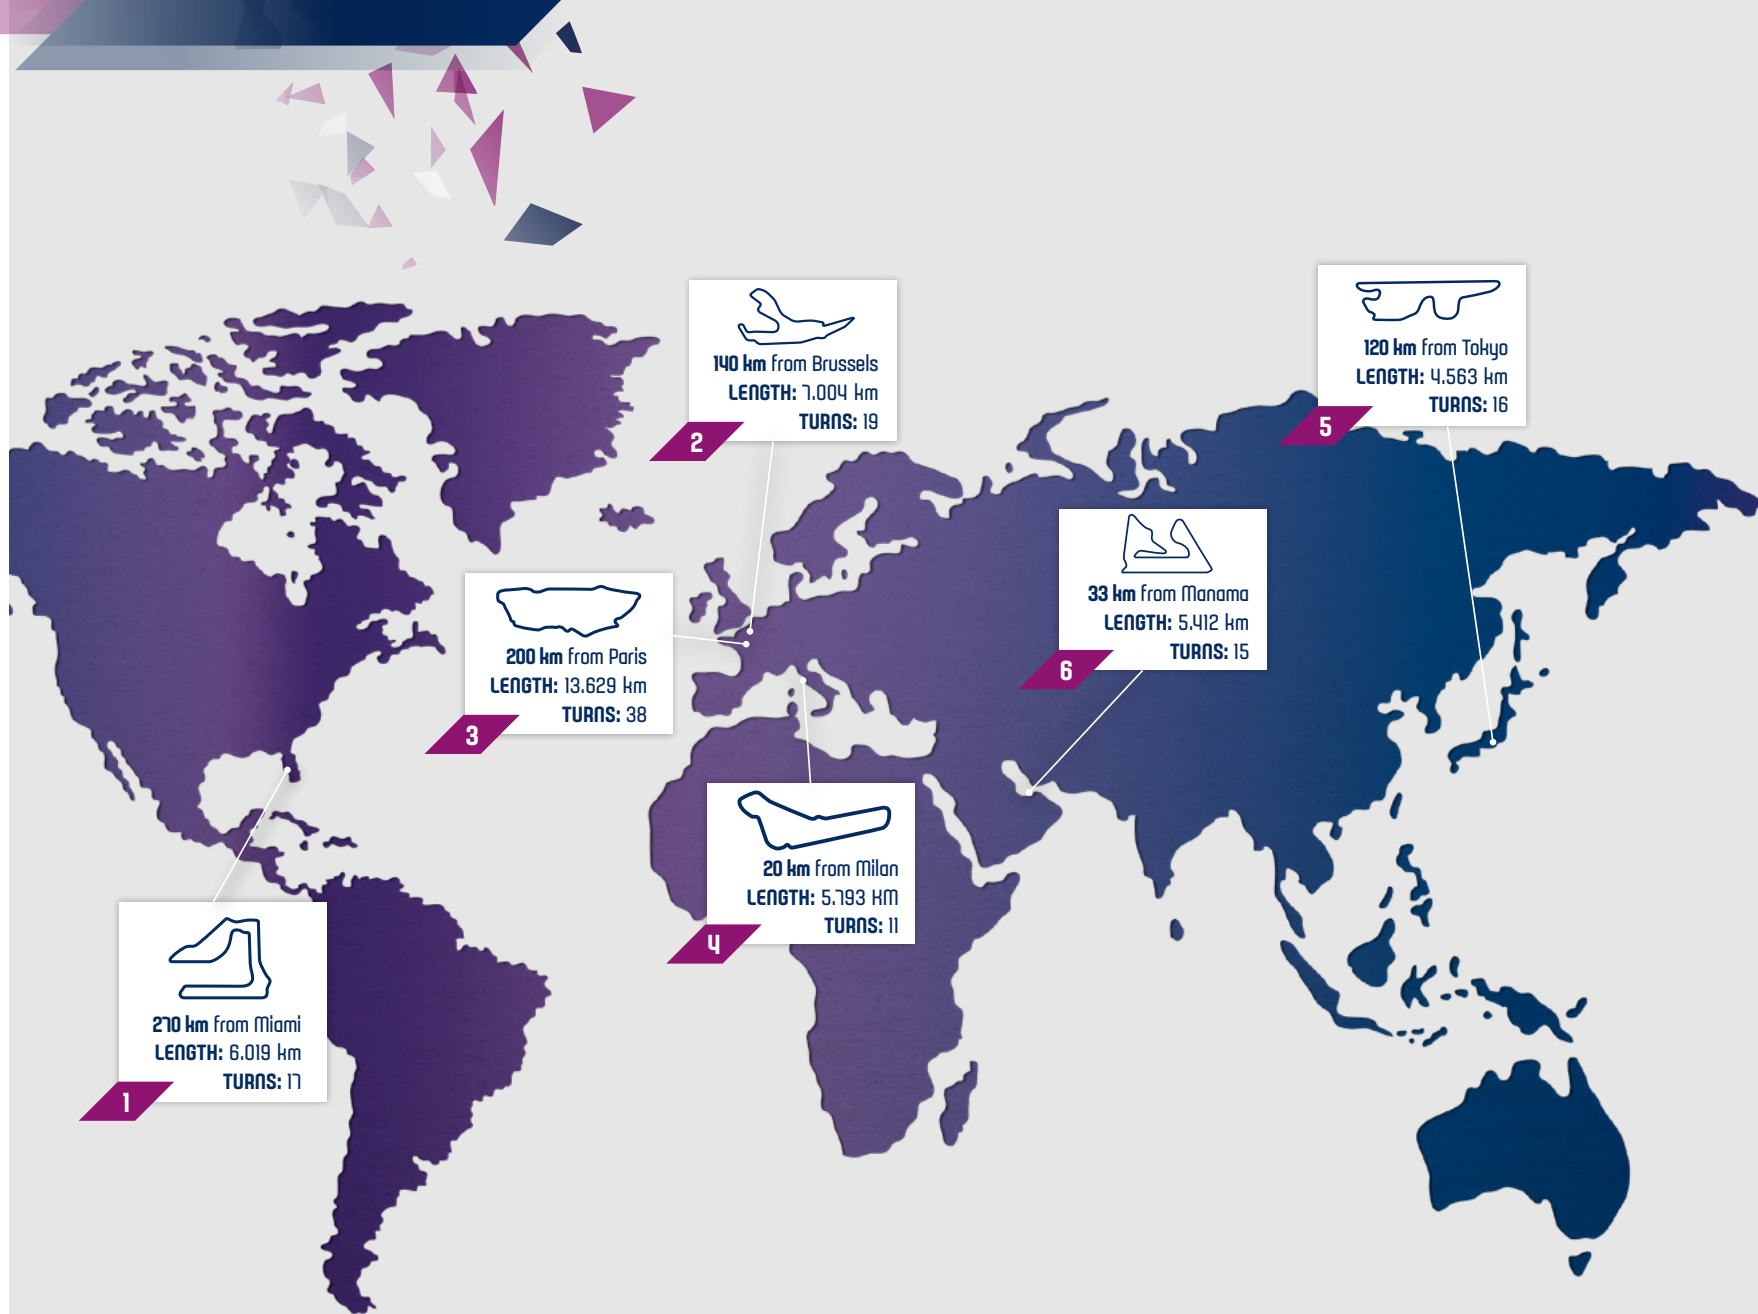 140 km from Brussels
LENGTH: 7.004 km
TURNS: 19
2
120 km from Tokyo
LENGTH: 4.563 km
TURNS: 16
5
33 km from Manama
LENGTH: 5.412 km
TURNS: 15
6
200 km from Paris
LENGTH: 13.629 km
TURNS: 38
3
20 km from Milan
LENGTH: 5.793 KM
TURNS: 11
4
270 km from Miami
LENGTH: 6.019 km
TURNS: 17
1